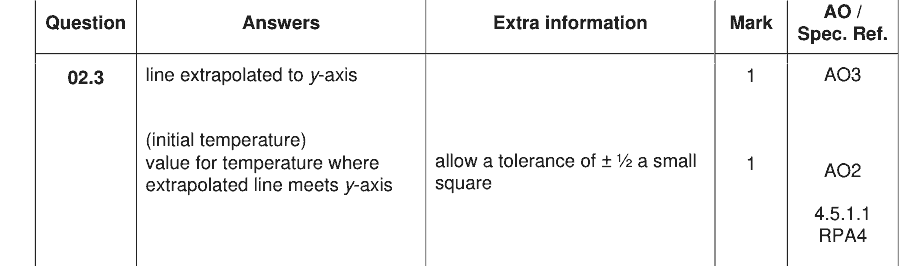 Question Answers Extra information Mark AO /
Spec. Ref.
02.3 line extrapolated to y-axis 1 AO3
(initial temperature)
value for temperature where allow a tolerance of ± ½ a small 1 AO2
extrapolated line meets y-axis square
4.5.1.1
RPA4